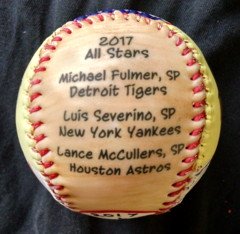 2017
All Stars
Michael Fulmer, SP
Detroit Tigers
Luis Severino, SP
New York Yankees
Lance McCullers, SP
Houston Astros
2017